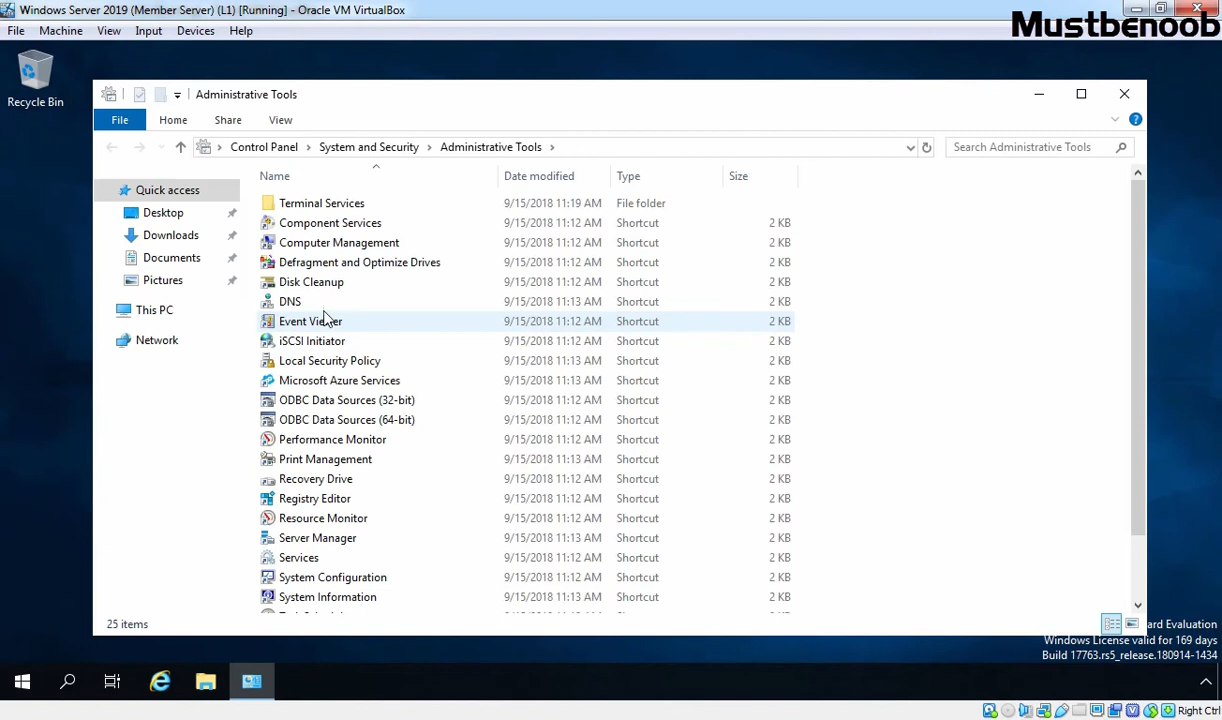 Windows Server 2019 (Member Server) (L1) [Running] - Oracle VM VirtualBox
File Machine View Input Devices Help
Mustbenoob
Recycle Bin
Administrative Tools
File Home Share View
Control Panel System and Security Administrative Tools
Search Administrative Tools
Quick access
Desktop
Downloads
Documents
Pictures
This PC
Network
Name Date modified Type Size
Terminal Services 9/15/2018 11:19 AM File folder
Component Services 9/15/2018 11:12 AM Shortcut 2 KB
Computer Management 9/15/2018 11:12 AM Shortcut 2 KB
Defragment and Optimize Drives 9/15/2018 11:12 AM Shortcut 2 KB
Disk Cleanup 9/15/2018 11:12 AM Shortcut 2 KB
DNS 9/15/2018 11:13 AM Shortcut 2 KB
Event Viewer 9/15/2018 11:12 AM Shortcut 2 KB
iSCSI Initiator 9/15/2018 11:12 AM Shortcut 2 KB
Local Security Policy 9/15/2018 11:13 AM Shortcut 2 KB
Microsoft Azure Services 9/15/2018 11:13 AM Shortcut 2 KB
ODBC Data Sources (32-bit) 9/15/2018 11:12 AM Shortcut 2 KB
ODBC Data Sources (64-bit) 9/15/2018 11:12 AM Shortcut 2 KB
Performance Monitor 9/15/2018 11:12 AM Shortcut 2 KB
Print Management 9/15/2018 11:13 AM Shortcut 2 KB
Recovery Drive 9/15/2018 11:13 AM Shortcut 2 KB
Registry Editor 9/15/2018 11:12 AM Shortcut 2 KB
Resource Monitor 9/15/2018 11:12 AM Shortcut 2 KB
Server Manager 9/15/2018 11:13 AM Shortcut 2 KB
Services 9/15/2018 11:12 AM Shortcut 2 KB
System Configuration 9/15/2018 11:12 AM Shortcut 2 KB
System Information 9/15/2018 11:13 AM Shortcut 2 KB
25 items
ard Evaluation
Windows License valid for 169 days
Build 17763.rs5_release.180914-1434
Right Ctrl